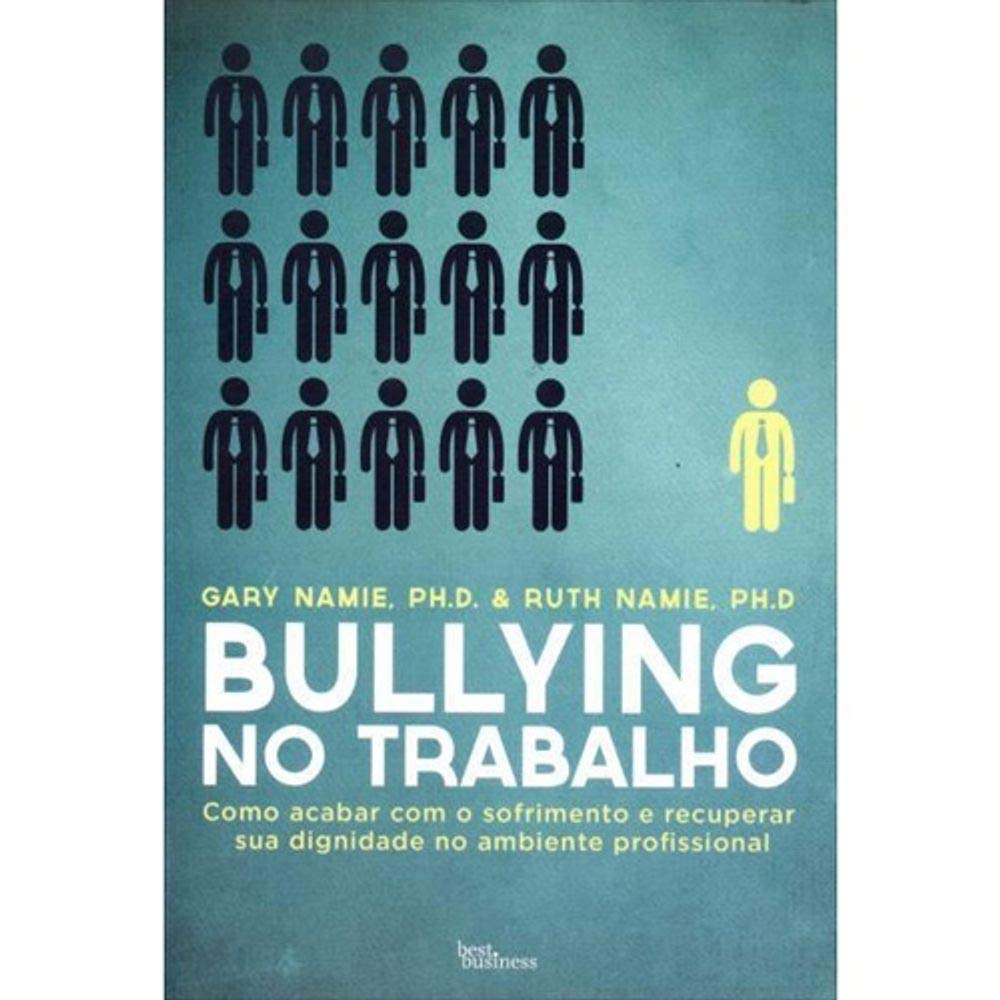 GARY NAMIE, PH.D. & RUTH NAMIE, PH.D
BULLYING
NO TRABALHO
Como acabar com o sofrimento e recuperar
sua dignidade no ambiente profissional
best.
business